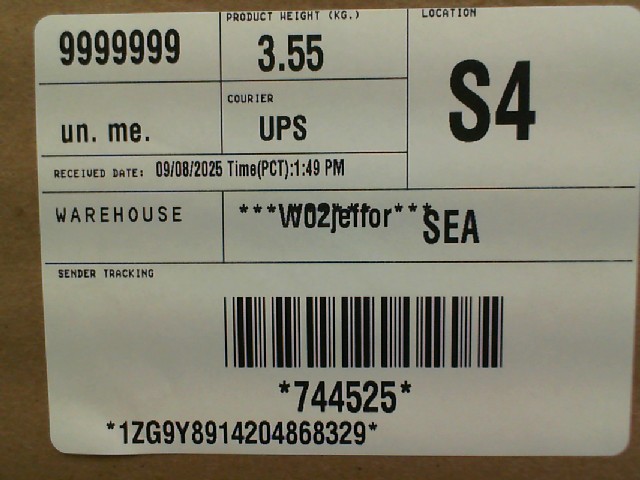 9999999
PRODUCT WEIGHT (KG.)
3.55
LOCATION
S4
un. me.
COURIER
UPS
RECEIVED DATE: 09/08/2025 Time(PCT):1:49 PM
WAREHOUSE
***W02jeffor***
SEA
SENDER TRACKING
*744525*
*1ZG9Y8914204868329*